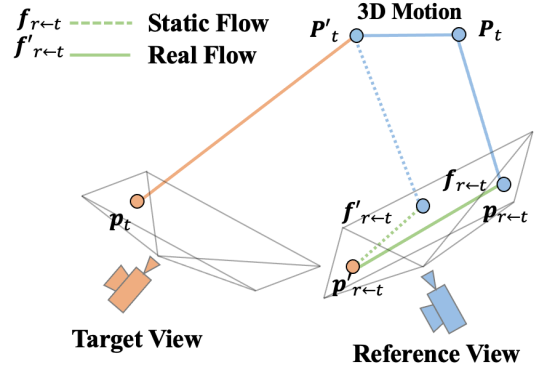 f_{r←t} Static Flow
f'_{r←t} Real Flow
3D Motion
P'_t
P_t
p_t
f_{r←t}
f'_{r←t}
p_{r←t}
p'_{r←t}
Target View
Reference View